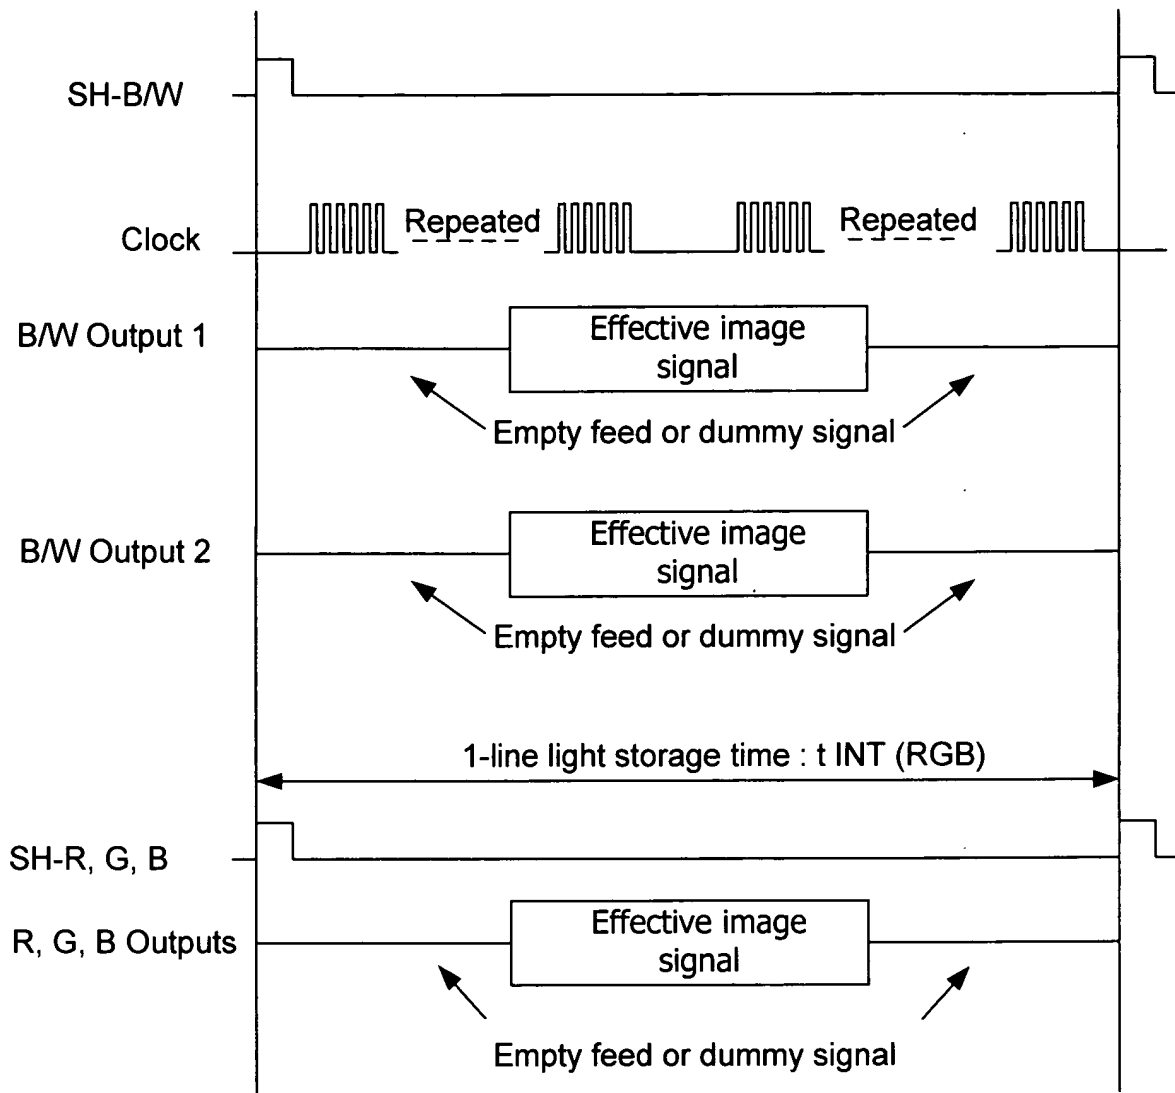 SH-B/W
Clock
Repeated
Repeated
B/W Output 1
Effective image
signal
Empty feed or dummy signal
B/W Output 2
Effective image
signal
Empty feed or dummy signal
1-line light storage time : t INT (RGB)
SH-R, G, B
R, G, B Outputs
Effective image
signal
Empty feed or dummy signal